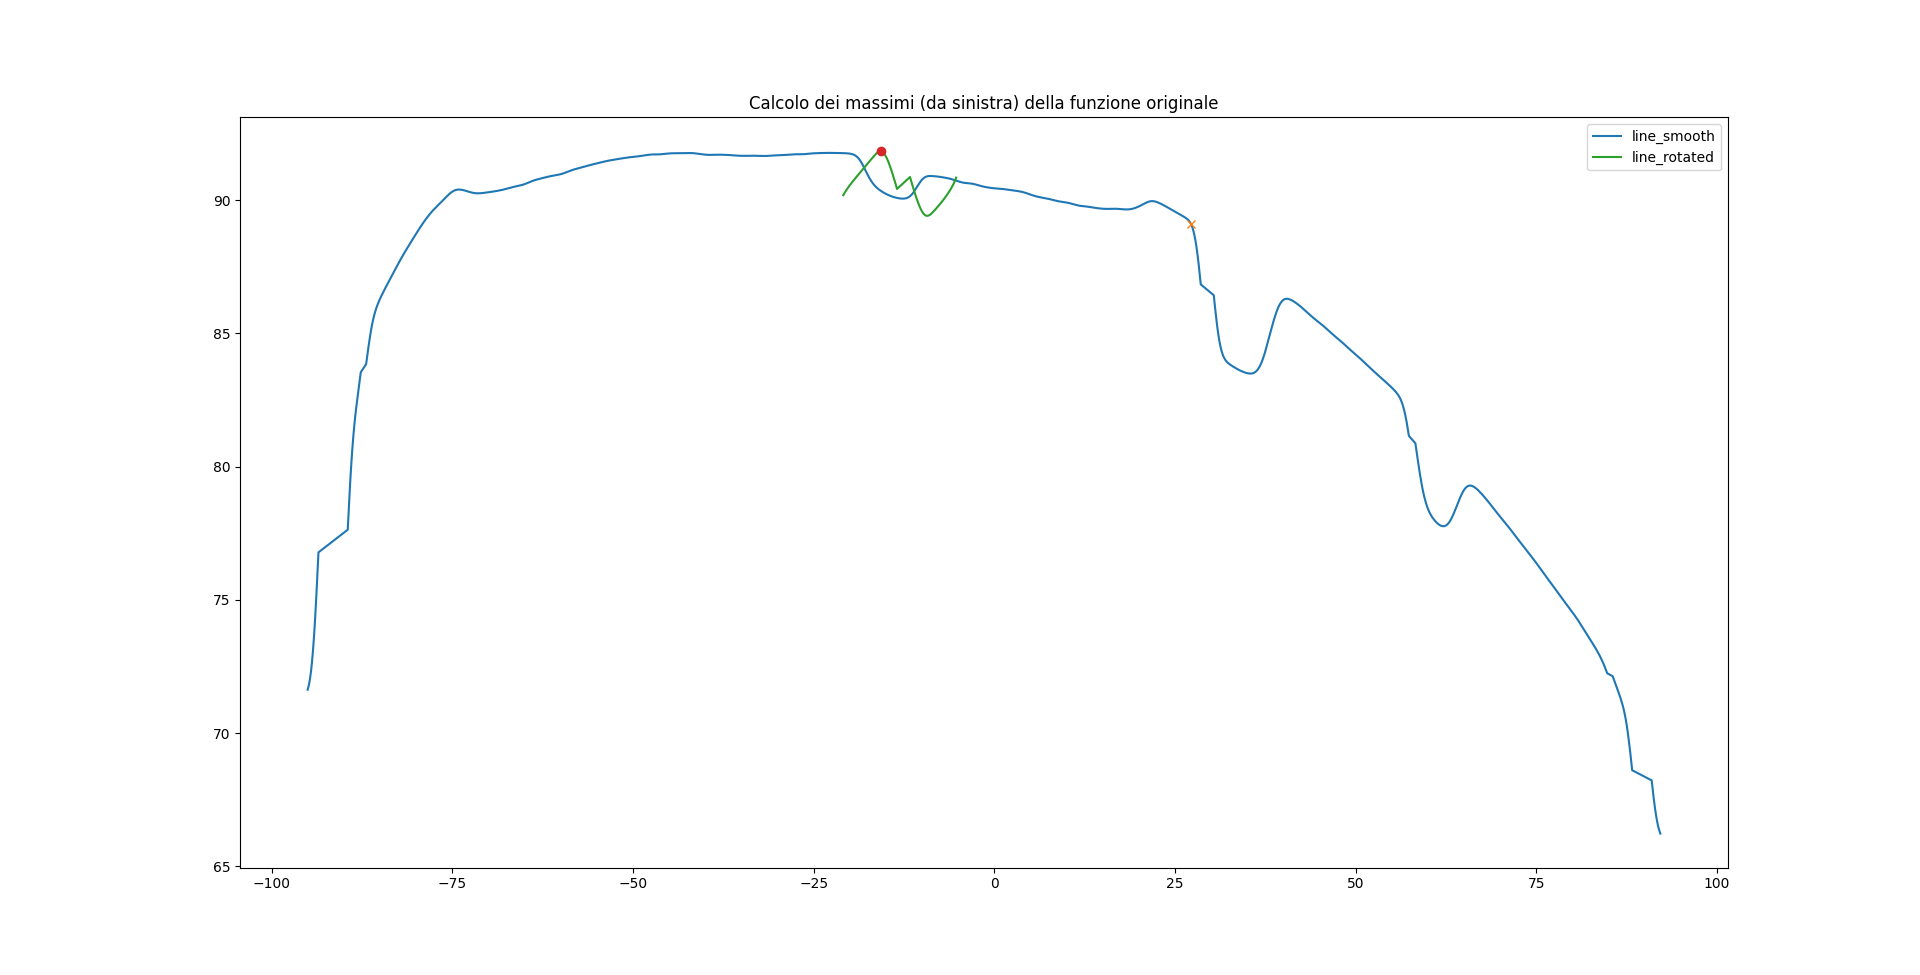 Calcolo dei massimi (da sinistra) della funzione originale
line_smooth
line_rotated
90
85
80
75
70
65
−100 −75 −50 −25 0 25 50 75 100